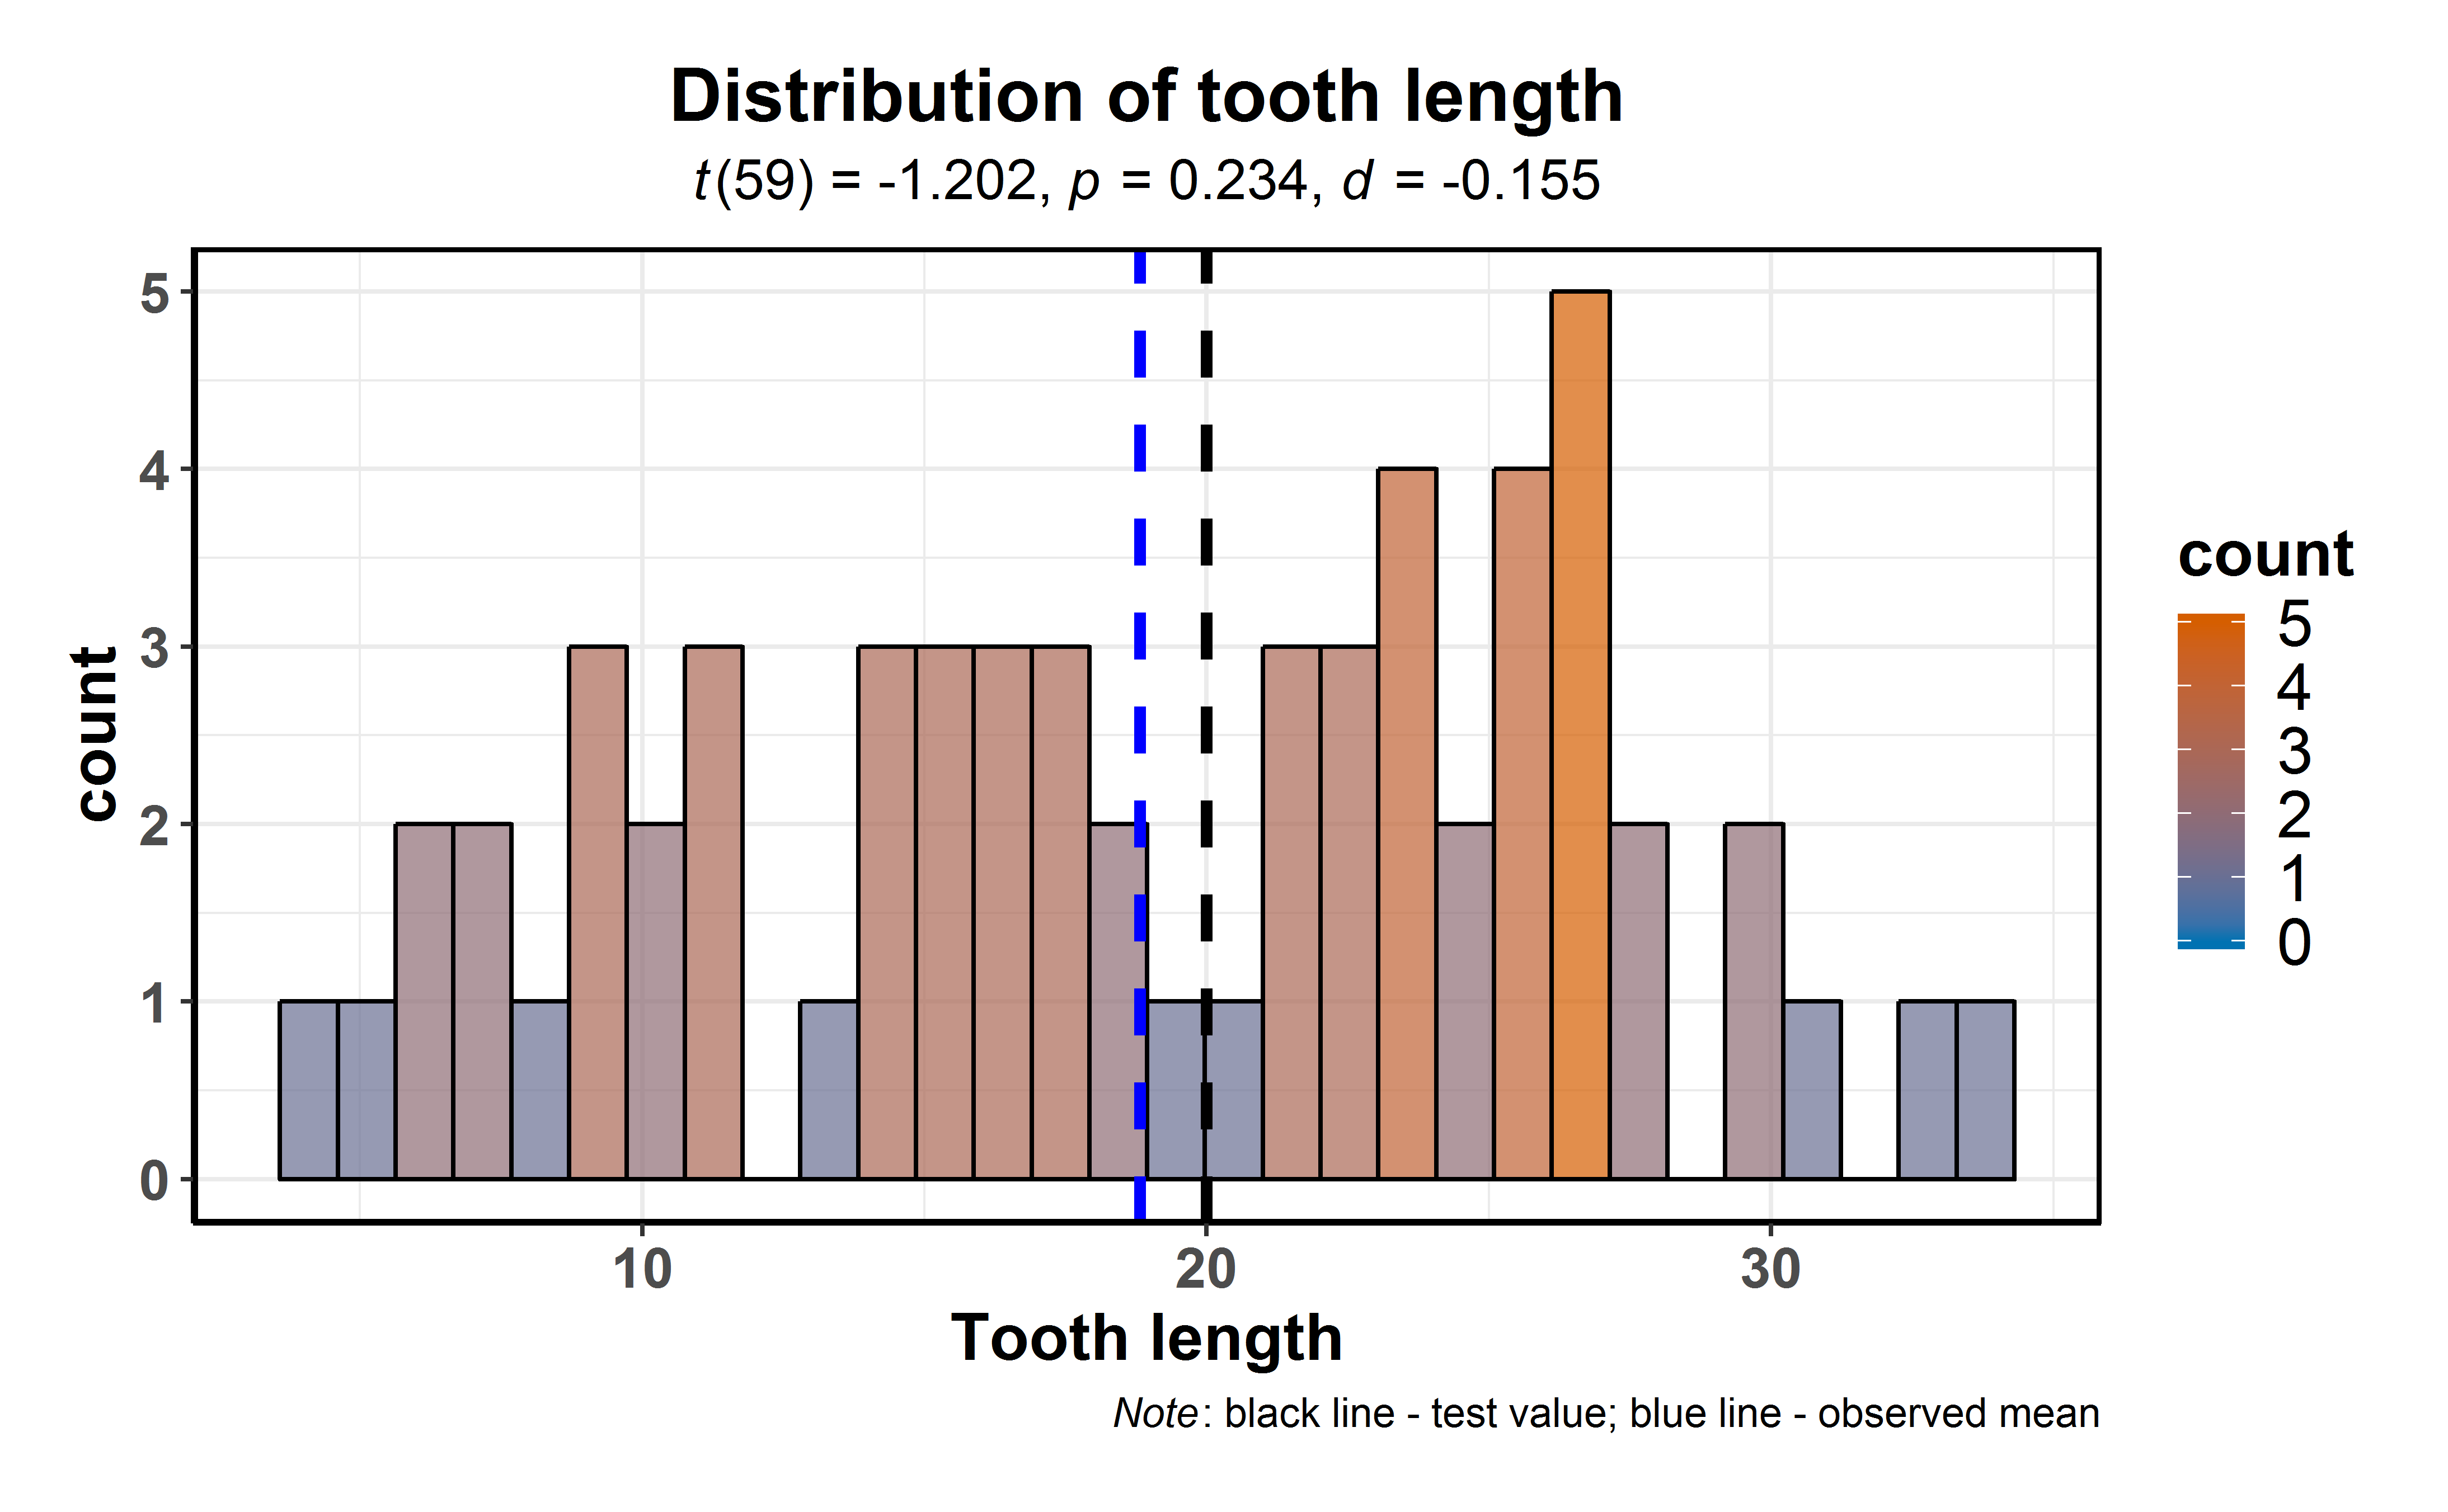 Distribution of tooth length
t(59) = -1.202, p = 0.234, d = -0.155
count
5
4
3
2
1
0
10 20 30
Tooth length
Note: black line - test value; blue line - observed mean
count
5
4
3
2
1
0